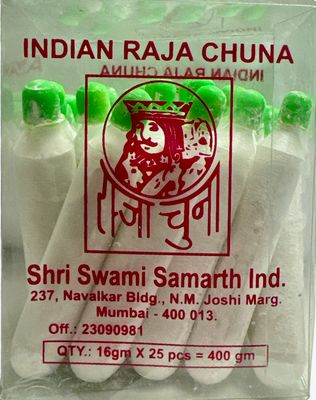 INDIAN RAJA CHUNA
INDIAN RAJA CHUNA
राजा चुना
Shri Swami Samarth Ind.
237, Navalkar Bldg., N.M. Joshi Marg.
Mumbai - 400 013.
Off.: 23090981
QTY.: 16gm X 25 pcs = 400 gm